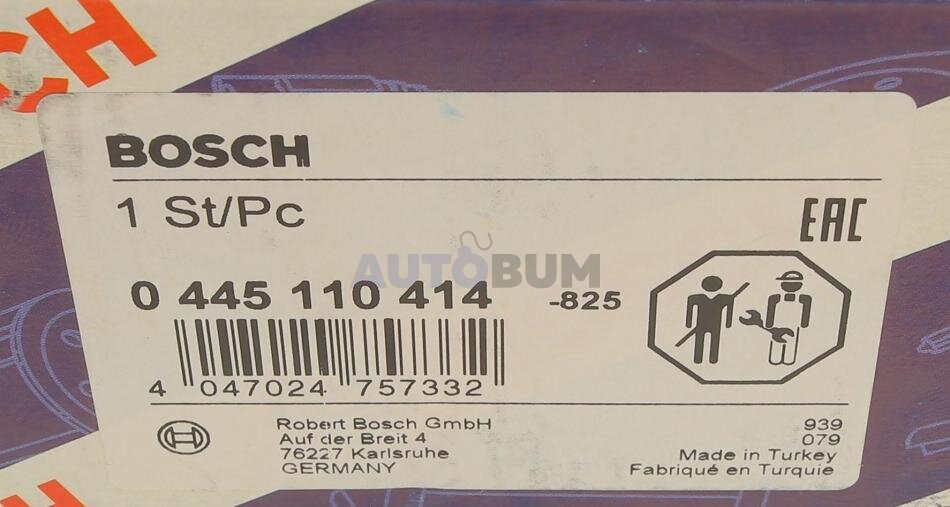 CH
BOSCH
1 St/Pc
EAC
AUTOBUM
0 445 110 414 -825
4 047024 757332
Robert Bosch GmbH
Auf der Breit 4
76227 Karlsruhe
GERMANY
939
079
Made in Turkey
Fabriqué en Turquie